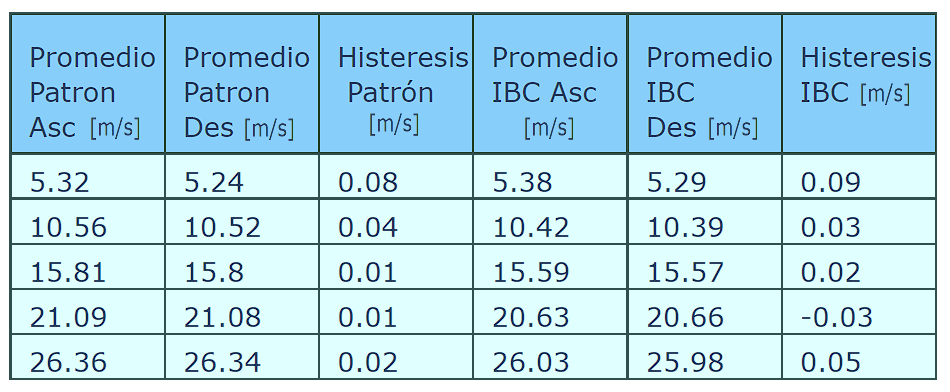 Promedio Patron Asc [m/s] Promedio Patron Des [m/s] Histeresis Patrón [m/s] Promedio IBC Asc [m/s] Promedio IBC Des [m/s] Histeresis IBC [m/s]
5.32 5.24 0.08 5.38 5.29 0.09
10.56 10.52 0.04 10.42 10.39 0.03
15.81 15.8 0.01 15.59 15.57 0.02
21.09 21.08 0.01 20.63 20.66 -0.03
26.36 26.34 0.02 26.03 25.98 0.05